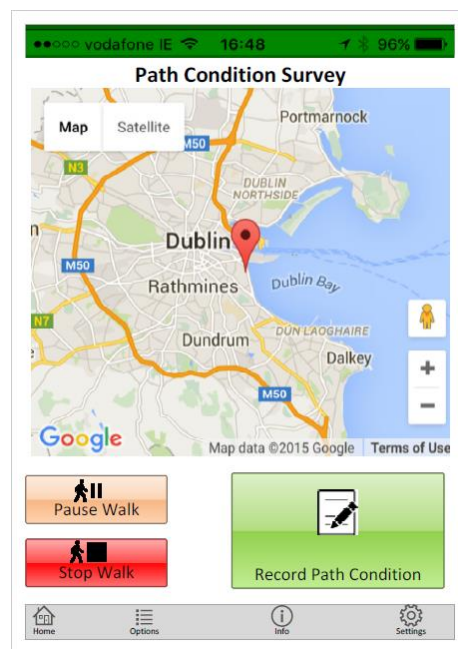 vodafone IE 16:48 96%
Path Condition Survey
Map Satellite
Portmarnock
M50
N3
DUBLIN
NORTHSIDE
Dublin
M50
Rathmines
Dublin Bay
N7
DUN LAOGHAIRE
Dundrum
Dalkey
M50
Google
Map data ©2015 Google Terms of Use
Pause Walk
Stop Walk
Record Path Condition
Home Options Info Settings